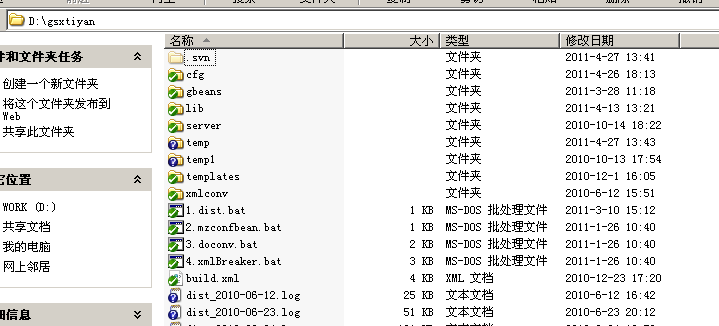 D:\gsxtiyan
件和文件夹任务
创建一个新文件夹
将这个文件夹发布到
Web
共享此文件夹
它位置
WORK (D:)
共享文档
我的电脑
网上邻居
细信息
名称 大小 类型 修改日期
.svn 文件夹 2011-4-27 13:41
cfg 文件夹 2011-4-26 18:13
gbeans 文件夹 2011-3-28 11:18
lib 文件夹 2011-4-13 13:21
server 文件夹 2010-10-14 18:22
temp 文件夹 2011-4-27 13:43
temp1 文件夹 2010-10-13 17:54
templates 文件夹 2010-12-1 16:05
xmlconv 文件夹 2010-6-12 15:51
1.dist.bat 1 KB MS-DOS 批处理文件 2011-3-10 15:12
2.mzconfbean.bat 1 KB MS-DOS 批处理文件 2011-1-26 10:40
3.doconv.bat 2 KB MS-DOS 批处理文件 2011-1-26 10:40
4.xmlBreaker.bat 3 KB MS-DOS 批处理文件 2011-1-26 10:40
build.xml 4 KB XML 文档 2010-12-23 17:20
dist_2010-06-12.log 25 KB 文本文档 2010-6-12 16:42
dist_2010-06-23.log 51 KB 文本文档 2010-6-23 20:12